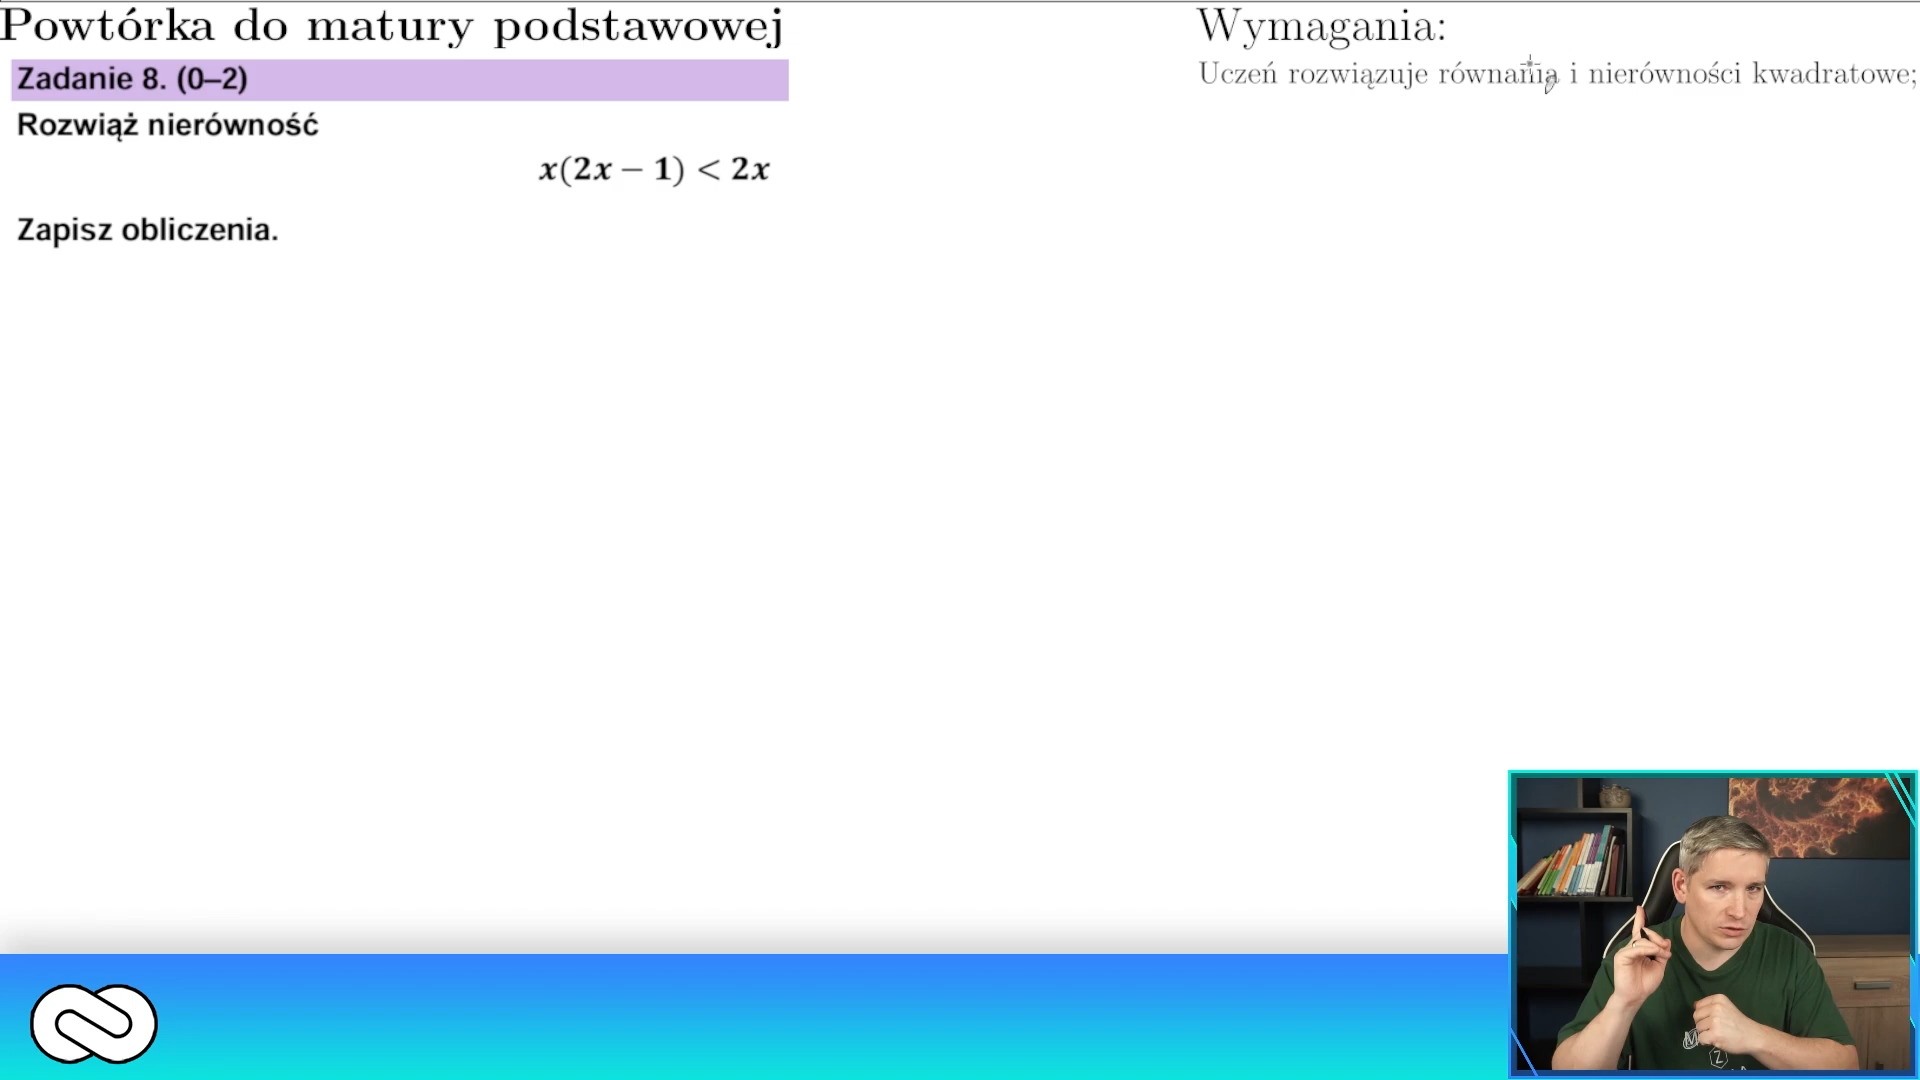 Powtórka do matury podstawowej
Zadanie 8. (0–2)
Rozwiąż nierówność
x(2x – 1) < 2x
Zapisz obliczenia.
Wymagania:
Uczeń rozwiązuje równania i nierówności kwadratowe;